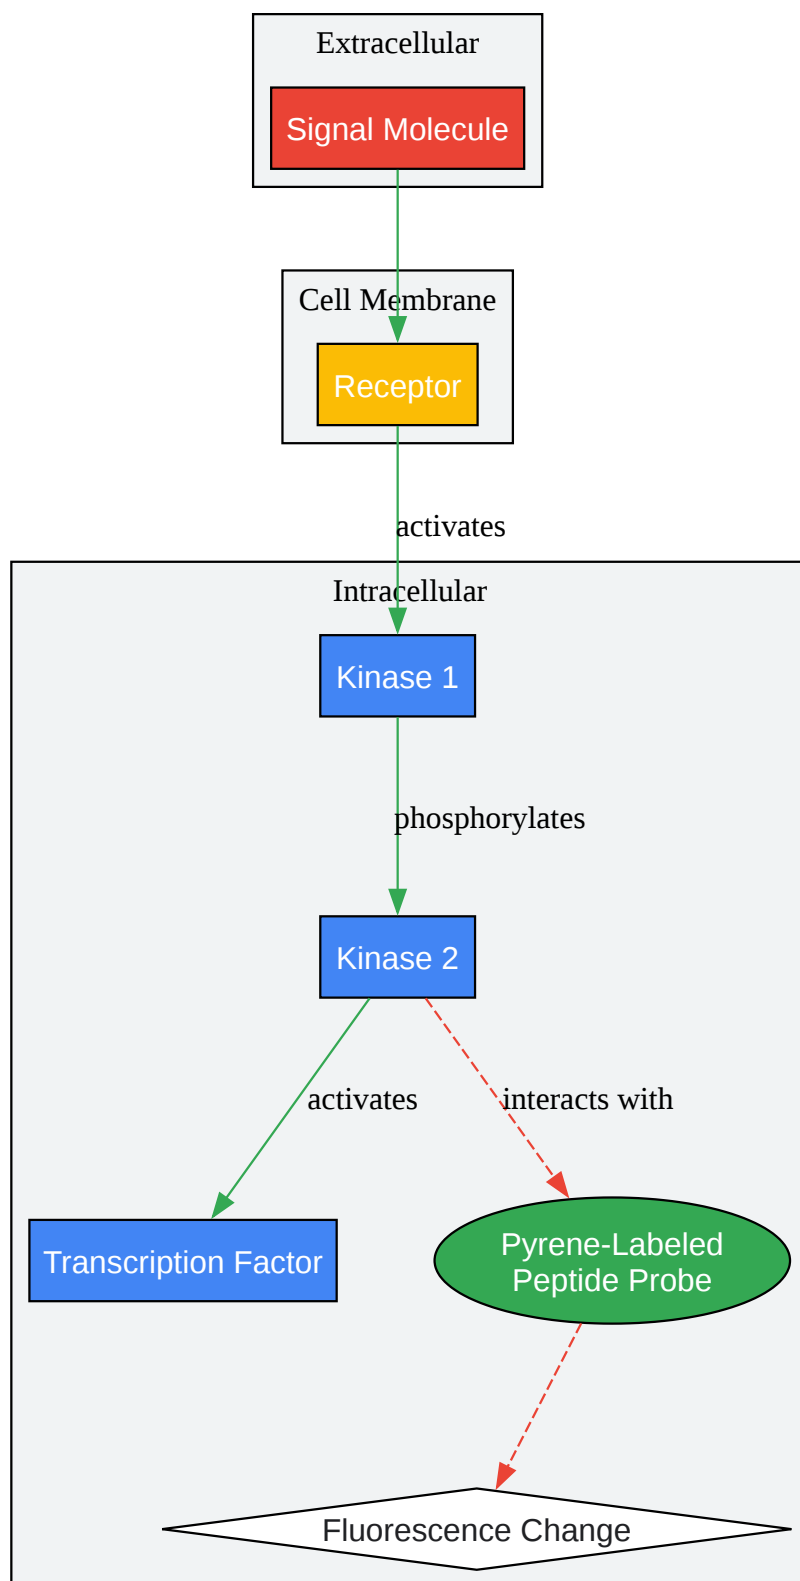 Extracellular
Signal Molecule
Cell Membrane
Receptor
activates
Intracellular
Kinase 1
phosphorylates
Kinase 2
activates
interacts with
Transcription Factor
Pyrene-Labeled
Peptide Probe
Fluorescence Change